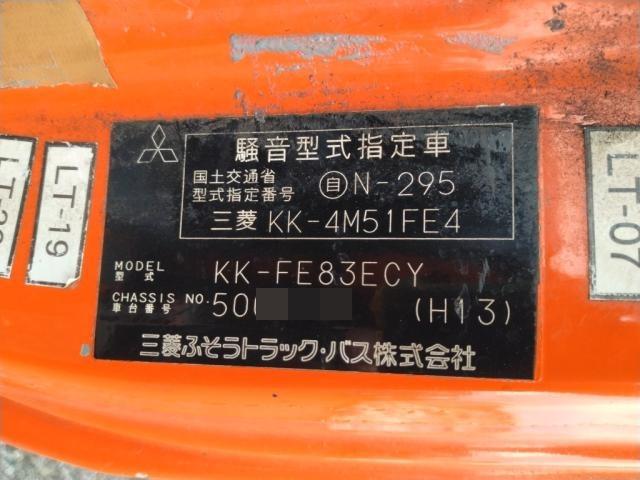 騒音型式指定車
国土交通省
型式指定番号
自N-295
三菱 KK-4M51FE4
MODEL
型式
KK-FE83ECY
CHASSIS NO.
車台番号
500
(H13)
三菱ふそうトラック・バス株式会社
LT-19
LT-07